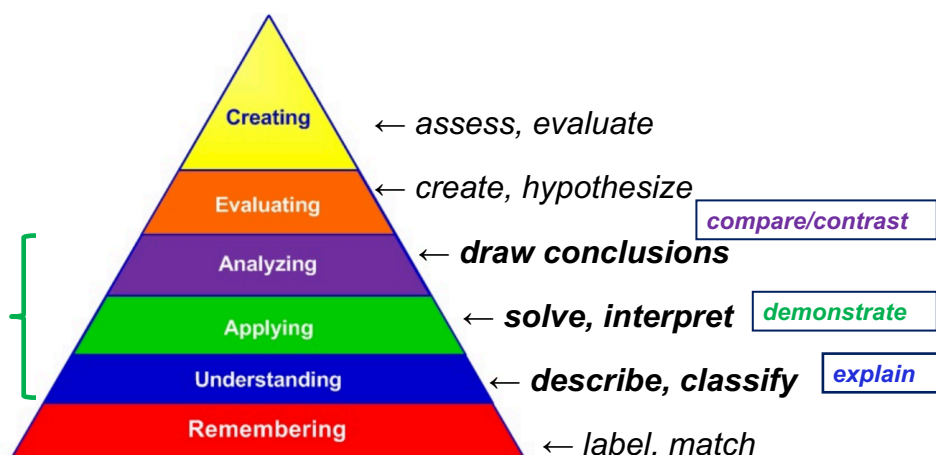 Creating
← assess, evaluate
← create, hypothesize
Evaluating
compare/contrast
← draw conclusions
Analyzing
← solve, interpret
demonstrate
Applying
← describe, classify
explain
Understanding
Remembering
← label, match